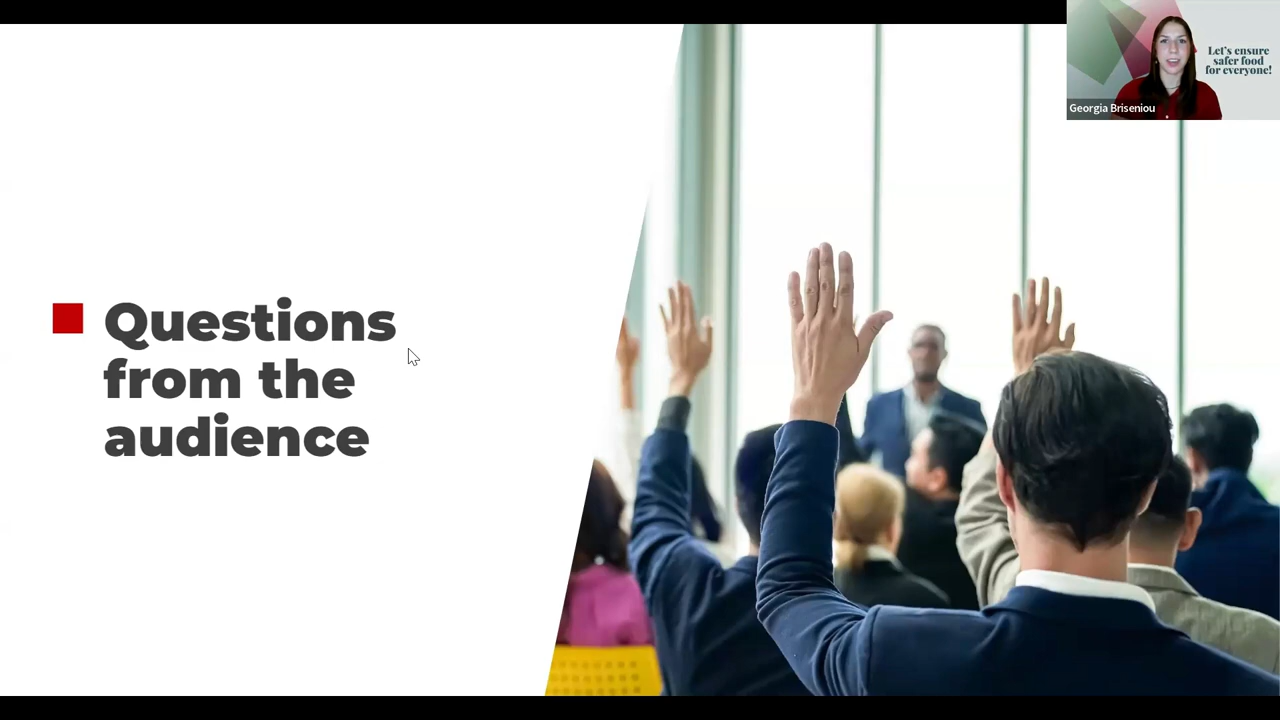 Let's ensure
safer food
for everyone!
Georgia Briseniou
Questions
from the
audience